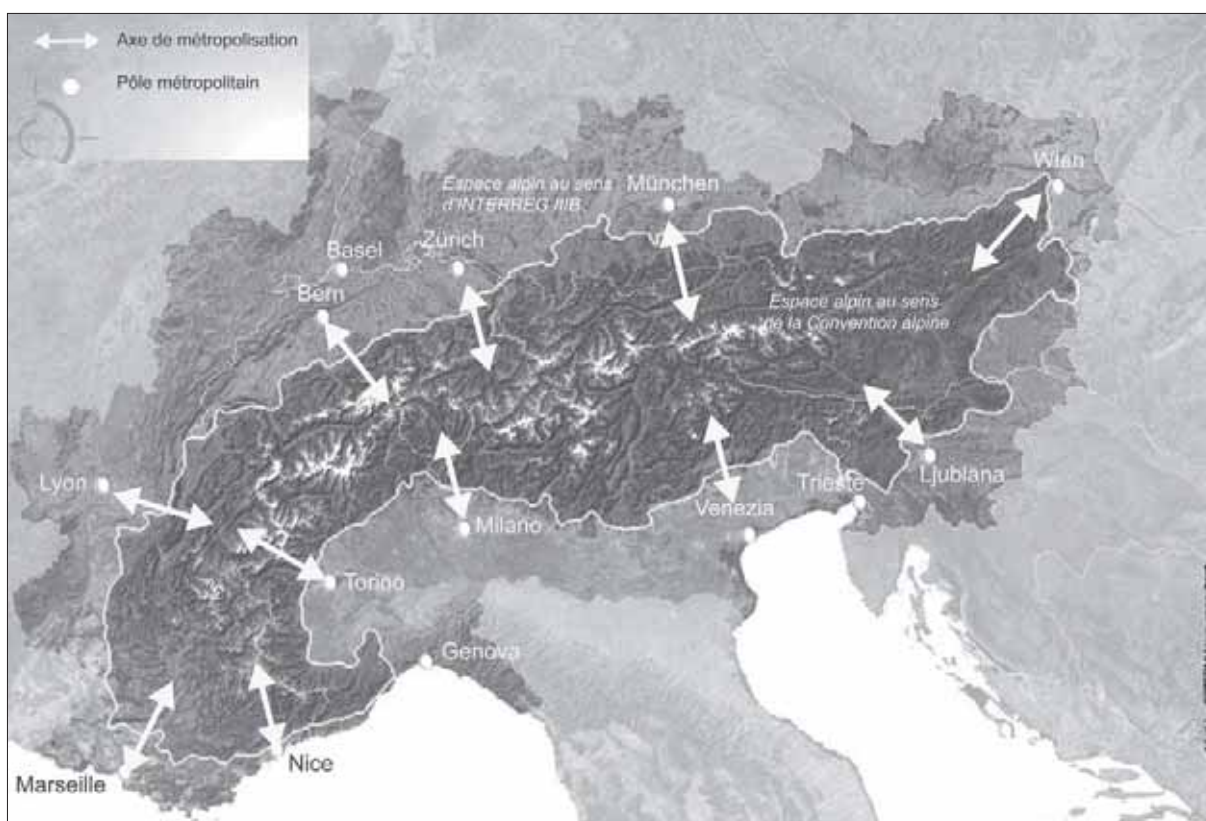 Axe de métropolisation
Pôle métropolitain
Espace alpin au sens
d'INTERREG IIIB
München
Wien
Basel
Zürich
Bern
Espace alpin au sens
de la Convention alpine
Lyon
Milano
Venezia
Trieste
Ljublana
Torino
Genova
Nice
Marseille